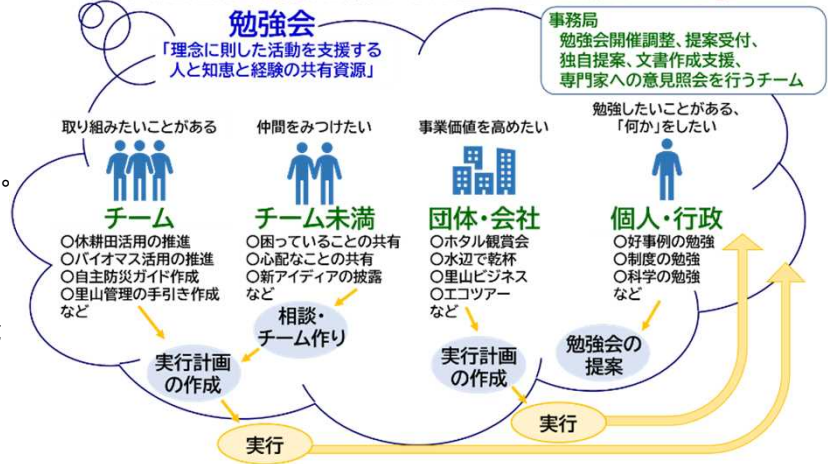 勉強会
「理念に則した活動を支援する
人と知恵と経験の共有資源」
事務局
勉強会開催調整、提案受付、
独自提案、文書作成支援、
専門家への意見照会を行うチーム
取り組みたいことがある
チーム
〇休耕田活用の推進
〇バイオマス活用の推進
〇自主防災ガイド作成
〇里山管理の手引き作成
など
仲間をみつけたい
チーム未満
〇困っていることの共有
〇心配なことの共有
〇新アイディアの披露
など
事業価値を高めたい
団体・会社
〇ホタル観賞会
〇水辺で乾杯
〇里山ビジネス
〇エコツアー
など
勉強したいことがある、
「何か」をしたい
個人・行政
〇好事例の勉強
〇制度の勉強
〇科学の勉強
など
相談・
チーム作り
実行計画
の作成
実行計画
の作成
勉強会の
提案
実行
実行
。